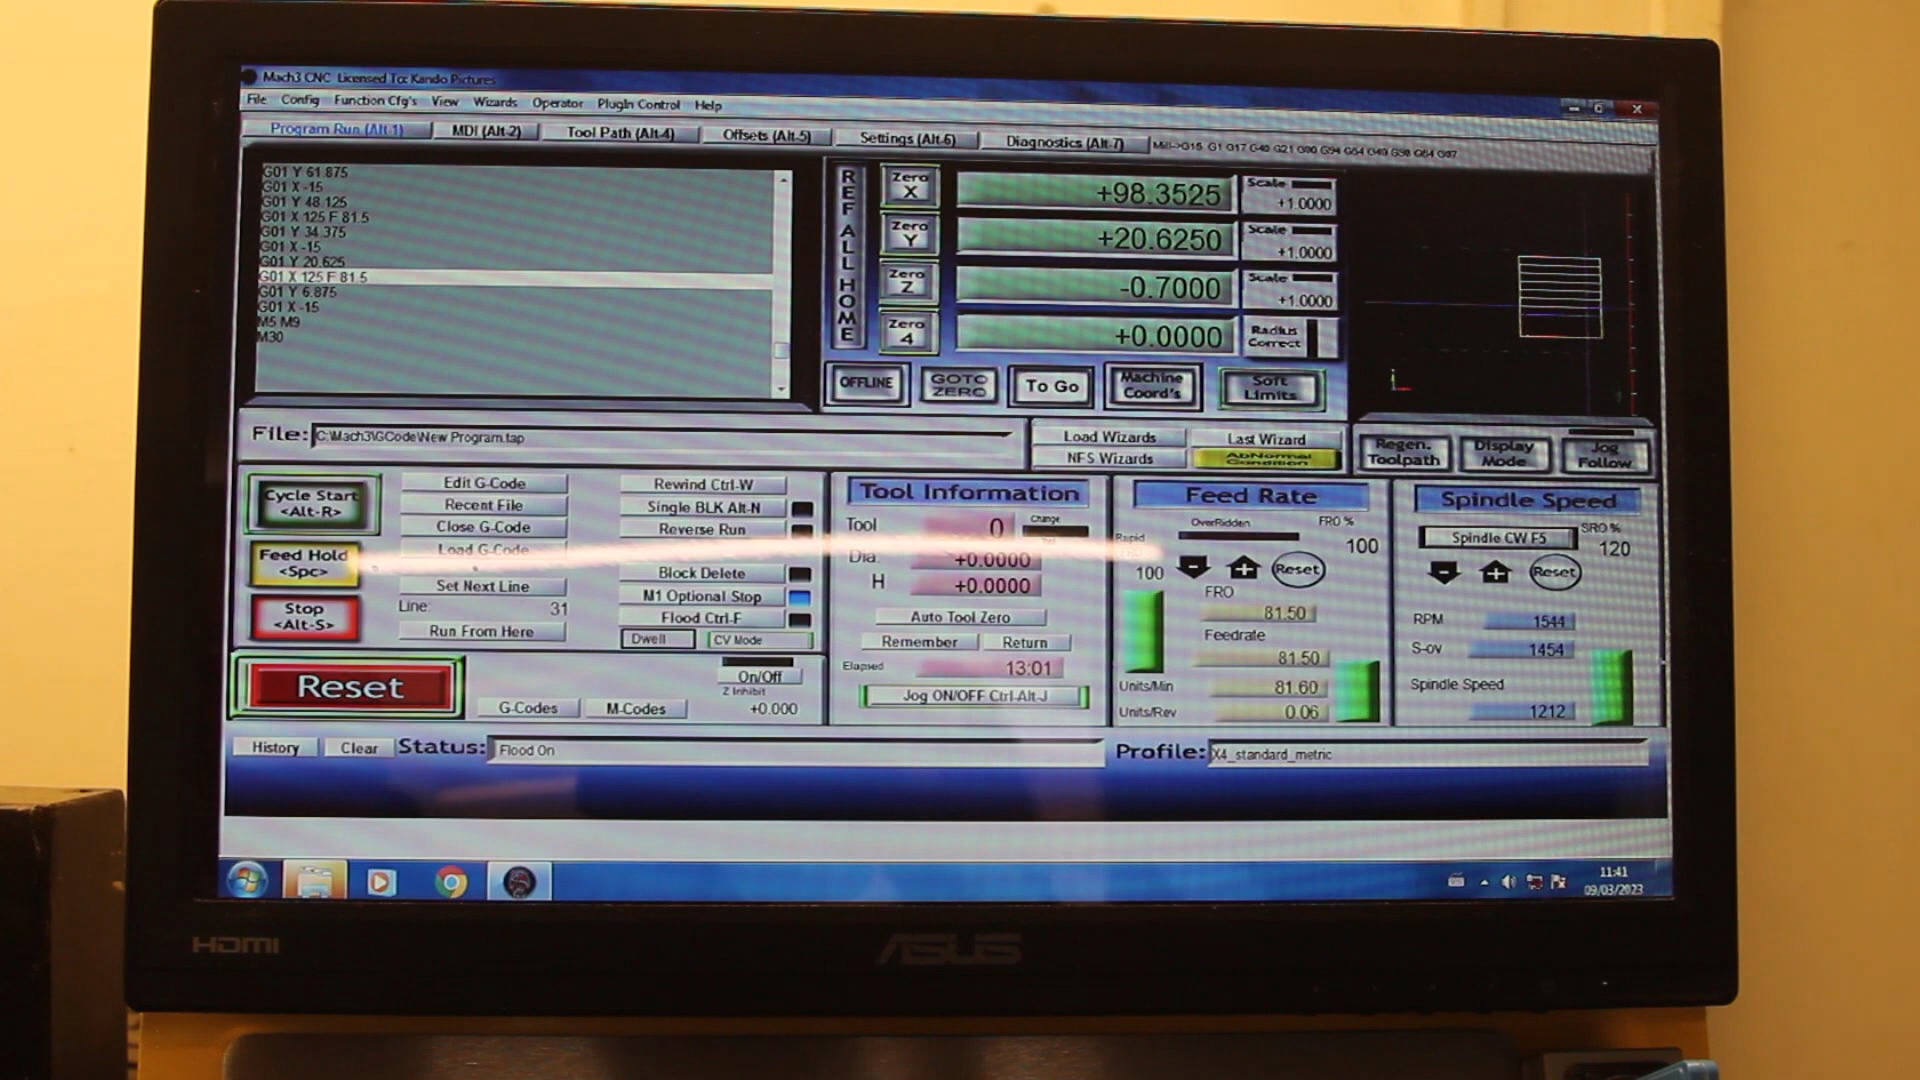 Mach3 CNC Licensed To: Kando Pictures
File Config Function Cfg's View Wizards Operator PlugIn Control Help
Program Run (Alt-1) MDI (Alt-2) Tool Path (Alt-4) Offsets (Alt-5) Settings (Alt-6) Diagnostics (Alt-7)
G01 Y 61.875
G01 X -15
G01 Y 48.125
G01 X 125 F 81.5
G01 Y 34.375
G01 X -15
G01 Y 20.625
G01 X 125 F 81.5
G01 Y 6.875
G01 X -15
M5 M9
M30
REF ALL HOME
Zero X +98.3525 Scale +1.0000
Zero Y +20.6250 Scale +1.0000
Zero Z -0.7000 Scale +1.0000
Zero 4 +0.0000 Radius Correct
OFFLINE GOTO ZERO To Go Machine Coord's Soft Limits
File: C:\Mach3\GCode\New Program.tap
Load Wizards Last Wizard
NFS Wizards AbNormal Condition
Regen. Toolpath Display Mode Jog Follow
Cycle Start <Alt-R>
Feed Hold <Spc>
Stop <Alt-S>
Edit G-Code
Recent File
Close G-Code
Load G-Code
Set Next Line
Line: 31
Run From Here
Rewind Ctrl-W
Single BLK Alt-N
Reverse Run
Block Delete
M1 Optional Stop
Flood Ctrl-F
Dwell CV Mode
Reset
G-Codes M-Codes
On/Off
Z Inhibit
+0.000
Tool Information
Tool 0 Change
Dia. +0.0000
H +0.0000
Auto Tool Zero
Remember Return
Elapsed 13:01
Jog ON/OFF Ctrl-Alt-J
Feed Rate
OverRidden FRO %
100
Rapid
100
Reset
FRO
81.50
Feedrate
81.50
Units/Min 81.60
Units/Rev 0.06
Spindle Speed
Spindle CW F5 SRO %
120
Reset
RPM 1544
S-ov 1454
Spindle Speed
1212
History Clear Status: Flood On Profile: X4_standard_metric
11:41
09/03/2023
HDMI
ASUS